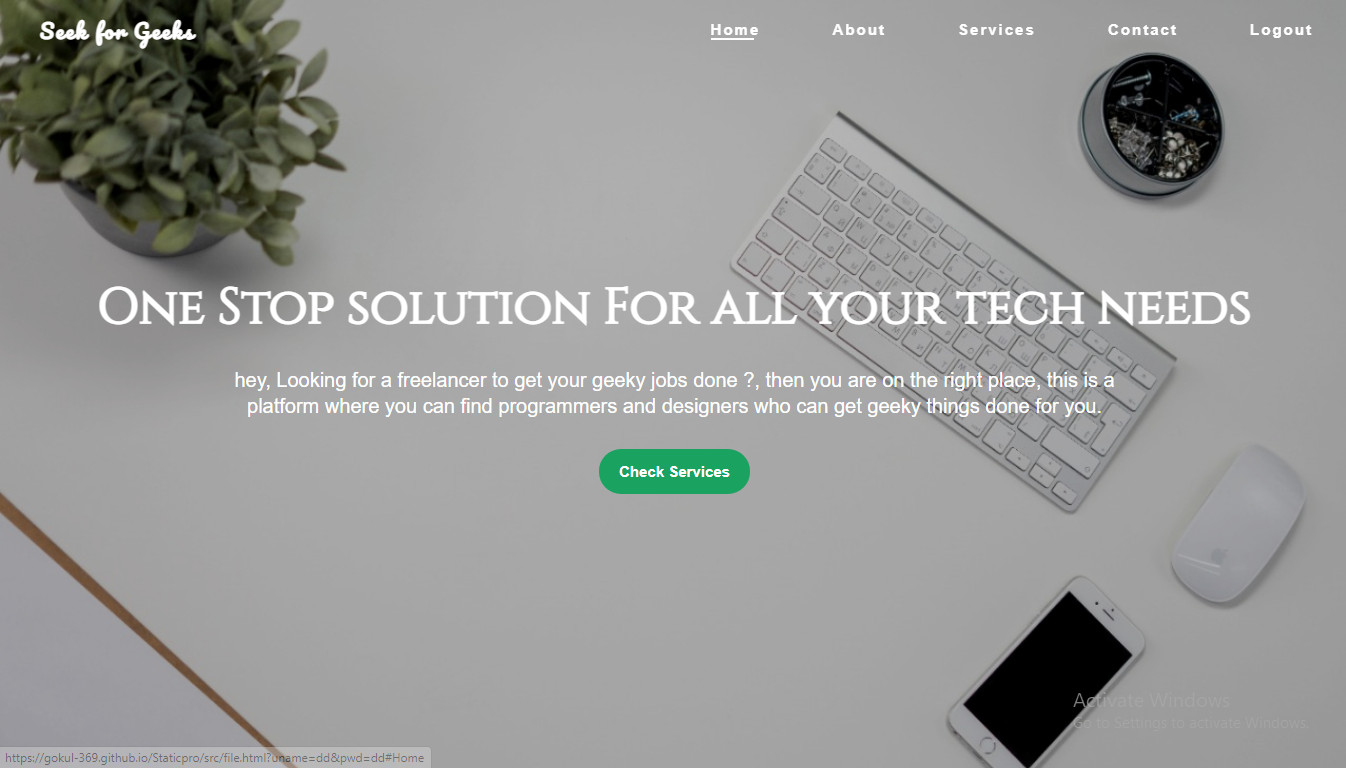 Seek for Geeks
Home About Services Contact Logout
One Stop solution For all your tech needs
hey, Looking for a freelancer to get your geeky jobs done ?, then you are on the right place, this is a
platform where you can find programmers and designers who can get geeky things done for you.
Check Services
Activate Windows
Go to Settings to activate Windows.
https://gokul-369.github.io/Staticpro/src/file.html?uname=dd&pwd=dd#Home